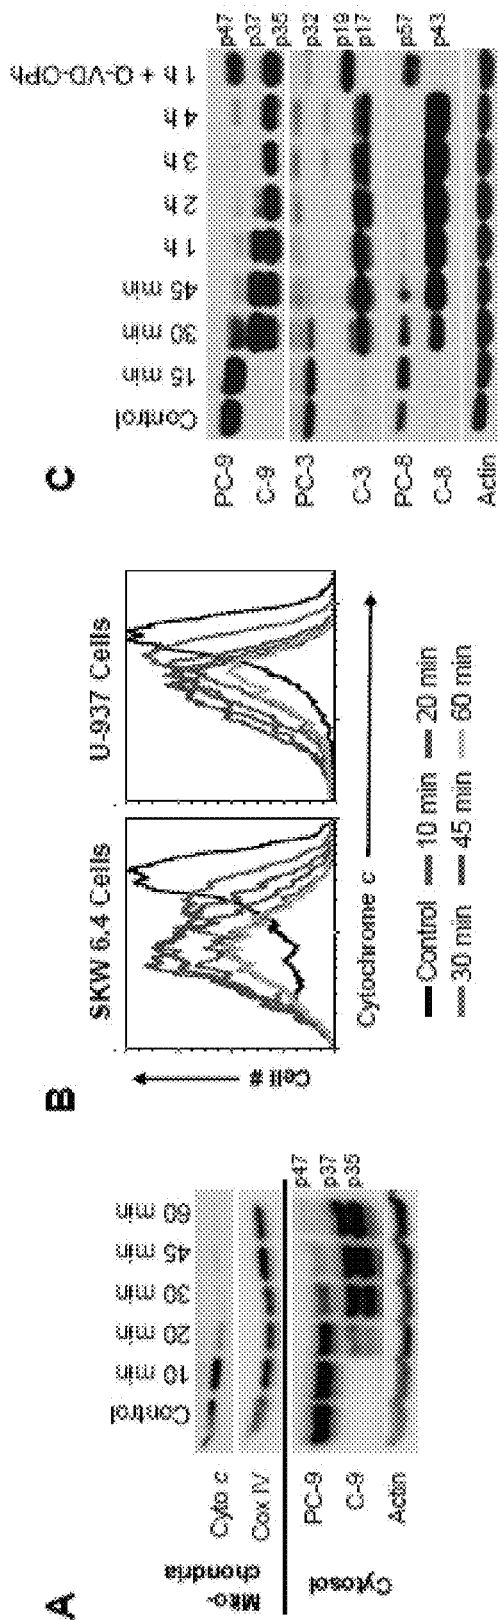 A
Control
10 min
20 min
30 min
45 min
60 min
Mito-
chondria
Cyto c
Cox IV
Cytosol
PC-9
p47
C-9
p37
p35
Actin
B
SKW 6.4 Cells
U-937 Cells
Cell #
Cytochrome c
Control
10 min
20 min
30 min
45 min
60 min
C
Control
15 min
30 min
45 min
1 h
2 h
3 h
4 h
1 h + Q-VD-OPh
PC-9
p47
C-9
p37
p35
PC-3
p32
C-3
p19
p17
PC-8
p57
C-8
p43
Actin